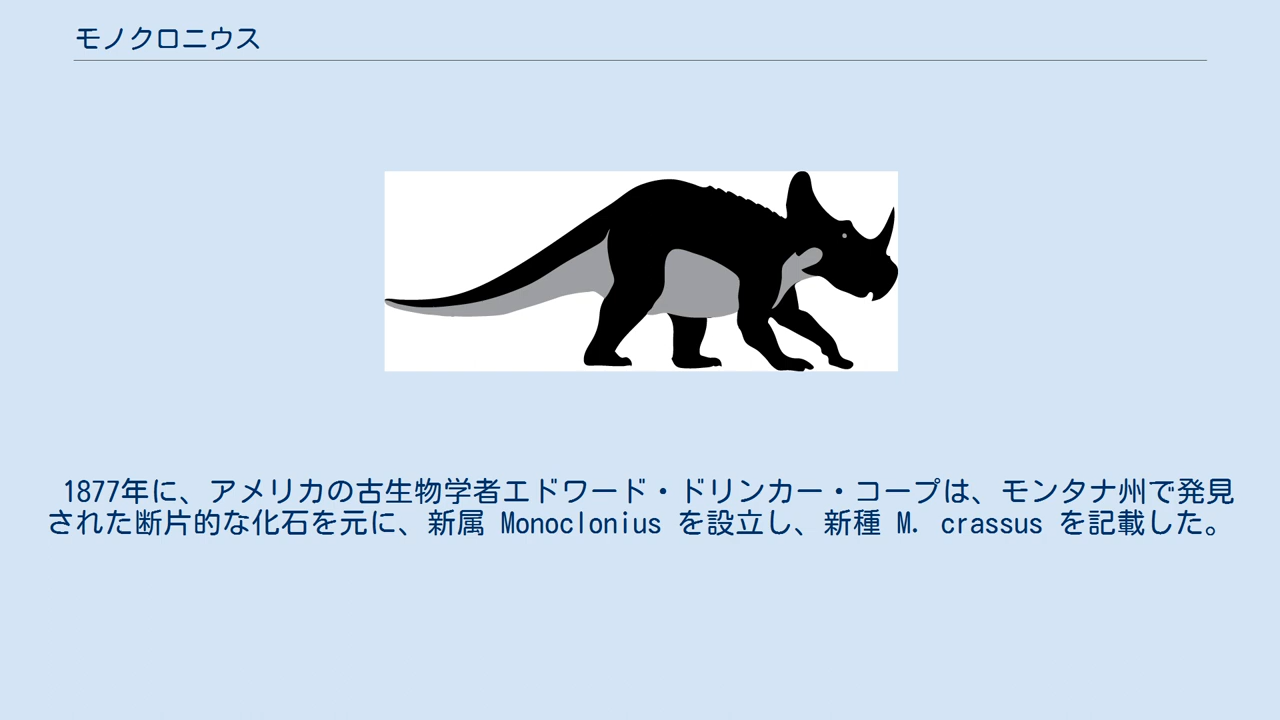 モノクロニウス
1877年に、アメリカの古生物学者エドワード・ドリンカー・コープは、モンタナ州で発見
された断片的な化石を元に、新属 Monoclonius を設立し、新種 M. crassus を記載した。